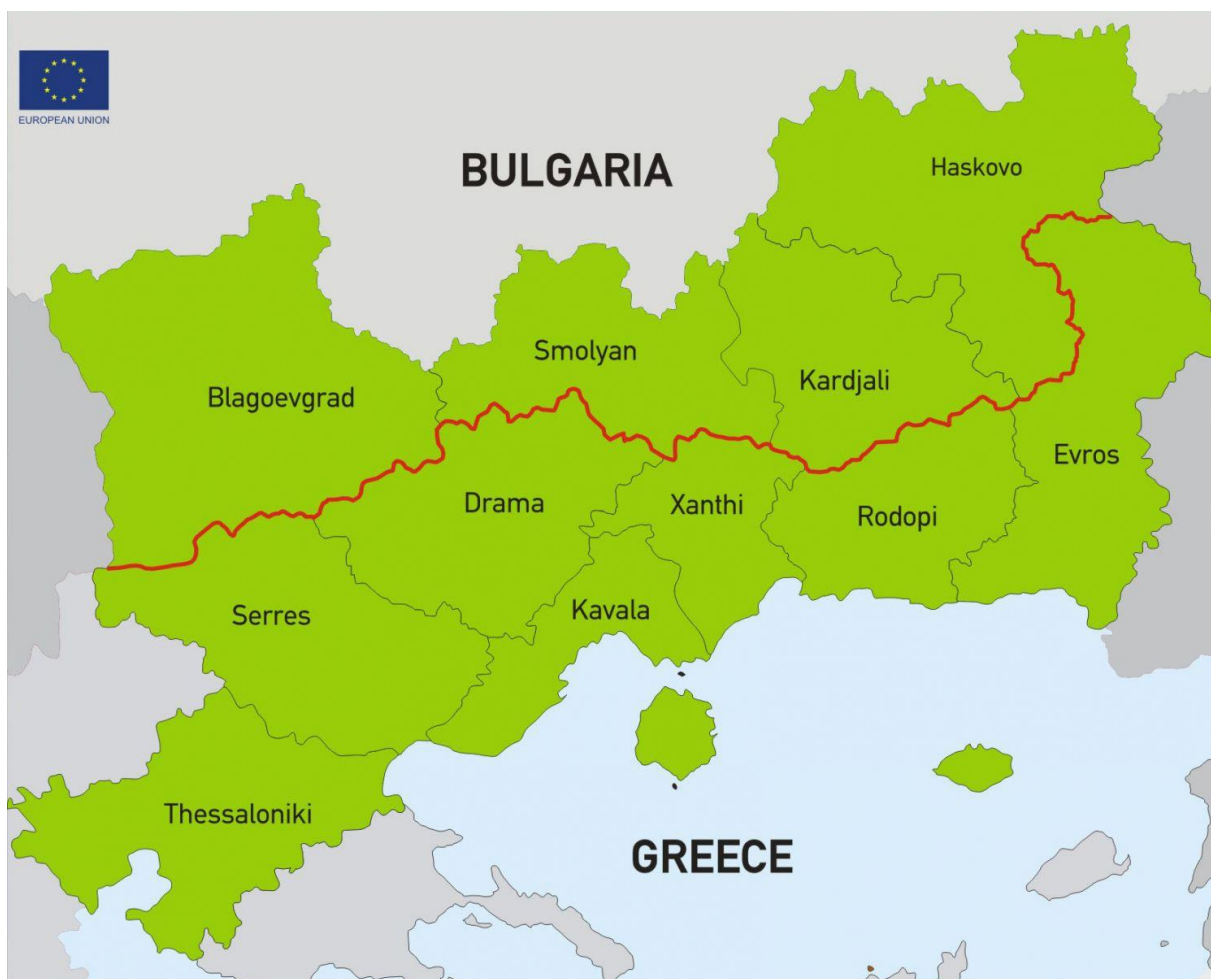 EUROPEAN UNION
BULGARIA
Haskovo
Smolyan
Blagoevgrad
Kardjali
Evros
Drama
Xanthi
Rodopi
Serres
Kavala
Thessaloniki
GREECE